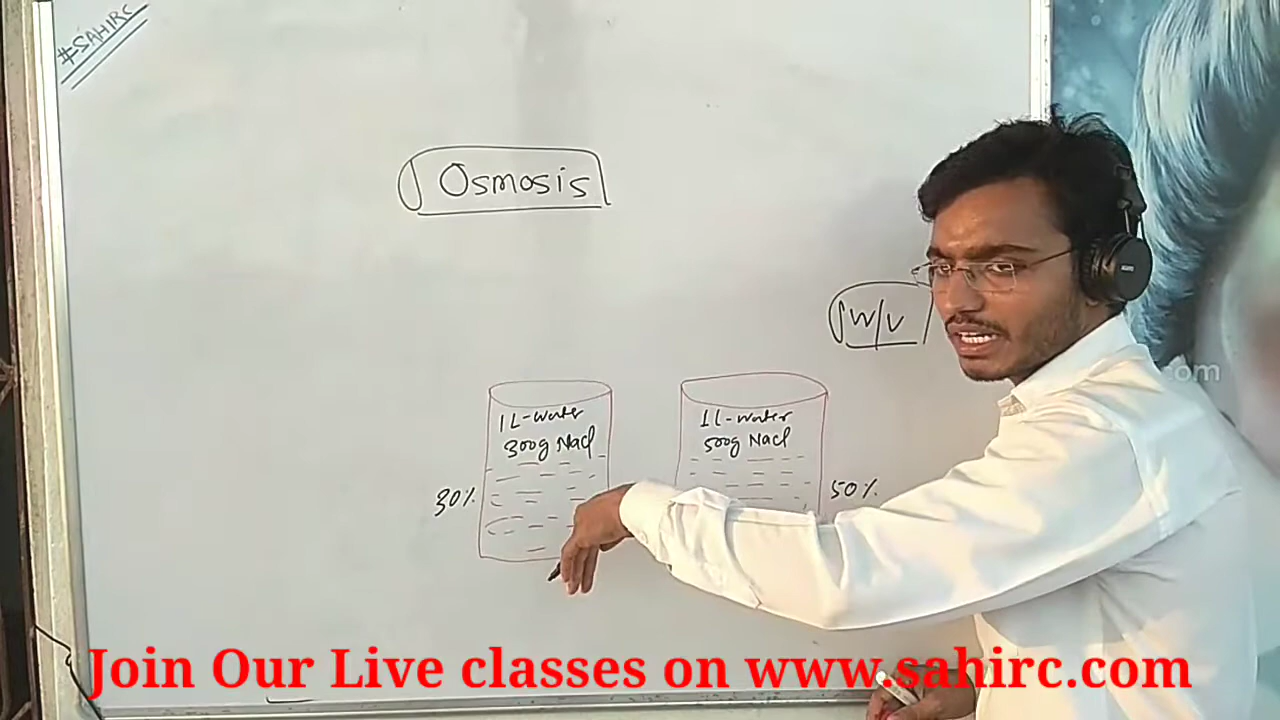 #SAHIRC
Osmosis
W/V
1L-water
300g Nacl
30%
1L-water
500g Nacl
50%
.com
Join Our Live classes on www.sahirc.com